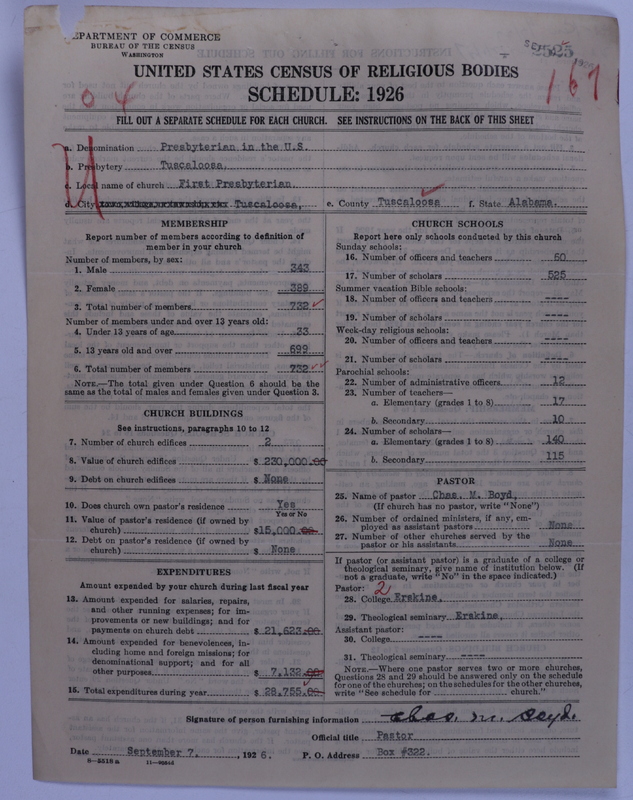 DEPARTMENT OF COMMERCE
BUREAU OF THE CENSUS
WASHINGTON
UNITED STATES CENSUS OF RELIGIOUS BODIES
SCHEDULE: 1926
1671
04
FILL OUT A SEPARATE SCHEDULE FOR EACH CHURCH. SEE INSTRUCTIONS ON THE BACK OF THIS SHEET
a. Denomination Presbyterian in the U.S.
b. Presbytery Tuscaloosa,
c. Local name of church First Presbyterian,
d. City Tuscaloosa, e. County Tuscaloosa f. State Alabama.
MEMBERSHIP
Report number of members according to definition of
member in your church
Number of members, by sex:
1. Male 343
2. Female 389
3. Total number of members 732
Number of members under and over 13 years old:
4. Under 13 years of age 33
5. 13 years old and over 699
6. Total number of members 732
NOTE.—The total given under Question 6 should be the
same as the total of males and females given under Question 3.
CHURCH BUILDINGS
See instructions, paragraphs 10 to 12
7. Number of church edifices 2
8. Value of church edifices $ 230,000.00
9. Debt on church edifices $ None
10. Does church own pastor's residence Yes
Yes or No
11. Value of pastor's residence (if owned by
church) $15,000.00
12. Debt on pastor's residence (if owned by
church) $ None
EXPENDITURES
Amount expended by your church during last fiscal year
13. Amount expended for salaries, repairs,
and other running expenses; for im-
provements or new buildings; and for
payments on church debt $ 21,623.00
14. Amount expended for benevolences, in-
cluding home and foreign missions; for
denominational support; and for all
other purposes $ 7,132.00
15. Total expenditures during year $ 28,755.00
CHURCH SCHOOLS
Report here only schools conducted by this church
Sunday schools:
16. Number of officers and teachers 60
17. Number of scholars 525
Summer vacation Bible schools:
18. Number of officers and teachers ----
19. Number of scholars ----
Week-day religious schools:
20. Number of officers and teachers ----
21. Number of scholars ----
Parochial schools:
22. Number of administrative officers 12
23. Number of teachers—
a. Elementary (grades 1 to 8) 17
b. Secondary 10
24. Number of scholars—
a. Elementary (grades 1 to 8) 140
b. Secondary 115
PASTOR
25. Name of pastor Chas. M. Boyd,
(If church has no pastor, write "None")
26. Number of ordained ministers, if any, em-
ployed as assistant pastors None
27. Number of other churches served by the
pastor or his assistants None
If pastor (or assistant pastor) is a graduate of a college or
theological seminary, give name of institution below. (If
not a graduate, write "No" in the space indicated.)
Pastor: 2
28. College Erskine,
29. Theological seminary Erskine,
Assistant pastor:
30. College ----
31. Theological seminary ----
NOTE.—Where one pastor serves two or more churches,
Questions 28 and 29 should be answered only on the schedule
for one of the churches; on the schedules for the other churches,
write "See schedule for church."
Signature of person furnishing information Chas. M. Boyd.
Official title Pastor
Date September 7, 1926. P. O. Address Box #322.
8-5518a